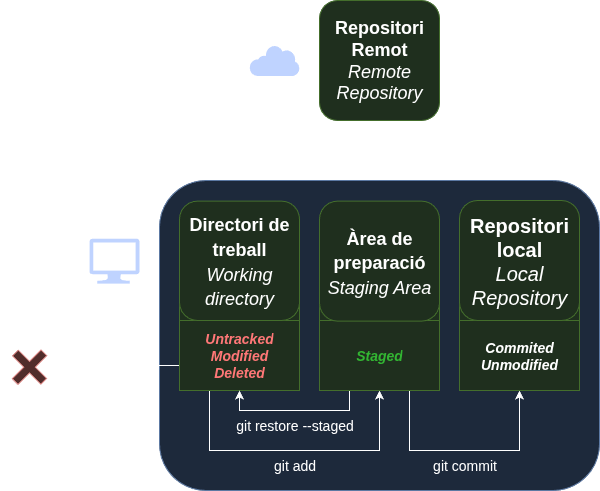 Repositori
Remot
Remote
Repository
Directori de
treball
Working
directory
Àrea de
preparació
Staging Area
Repositori
local
Local
Repository
Untracked
Modified
Deleted
Staged
Commited
Unmodified
git restore --staged
git add
git commit